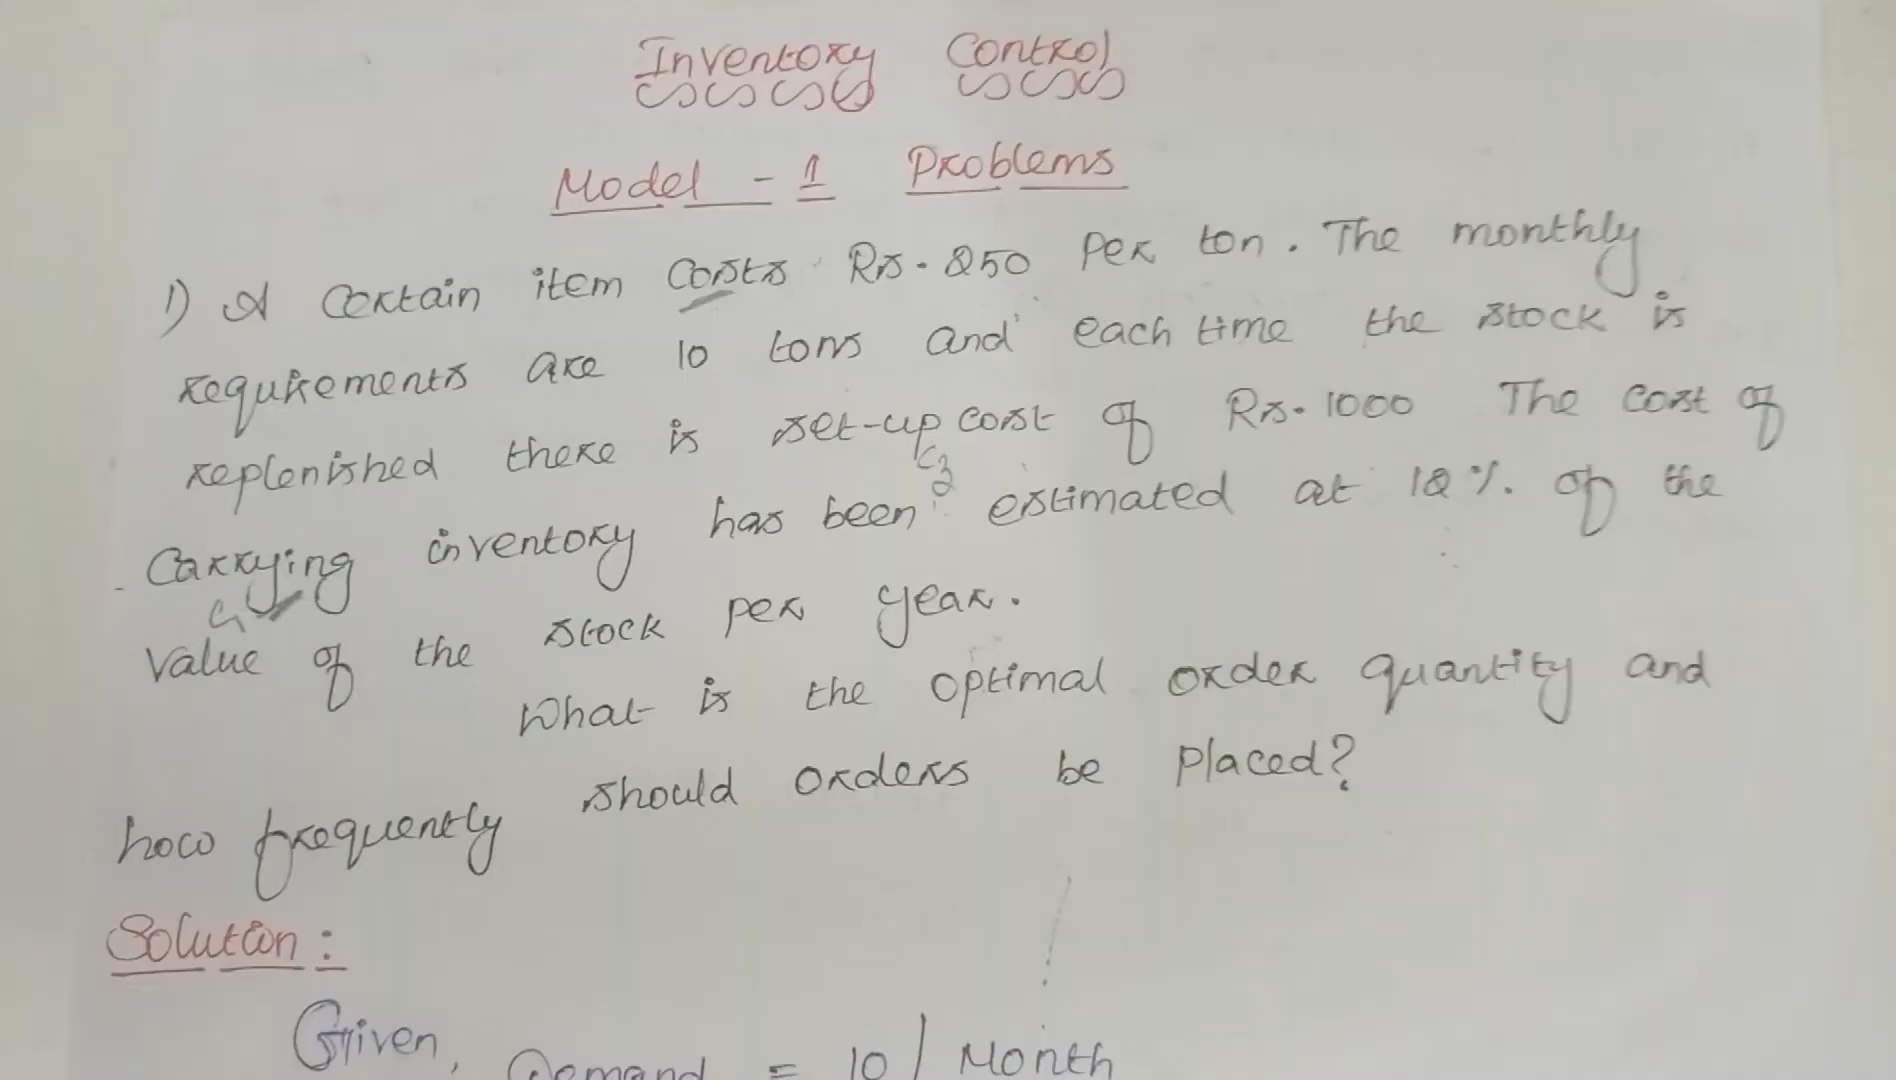 Inventory Control
Model - 1 Problems
1) A Certain item Costs Rs. 250 Per ton. The monthly
requirements are 10 tons and each time the stock is
replenished there is set-up cost of Rs. 1000 The cost of
C3
Carrying inventory has been estimated at 12 %. of the
C1
Value of the stock per year.
What is the optimal order quantity and
how frequently should orders be placed?
Solution:
Given, Demand = 10 / Month